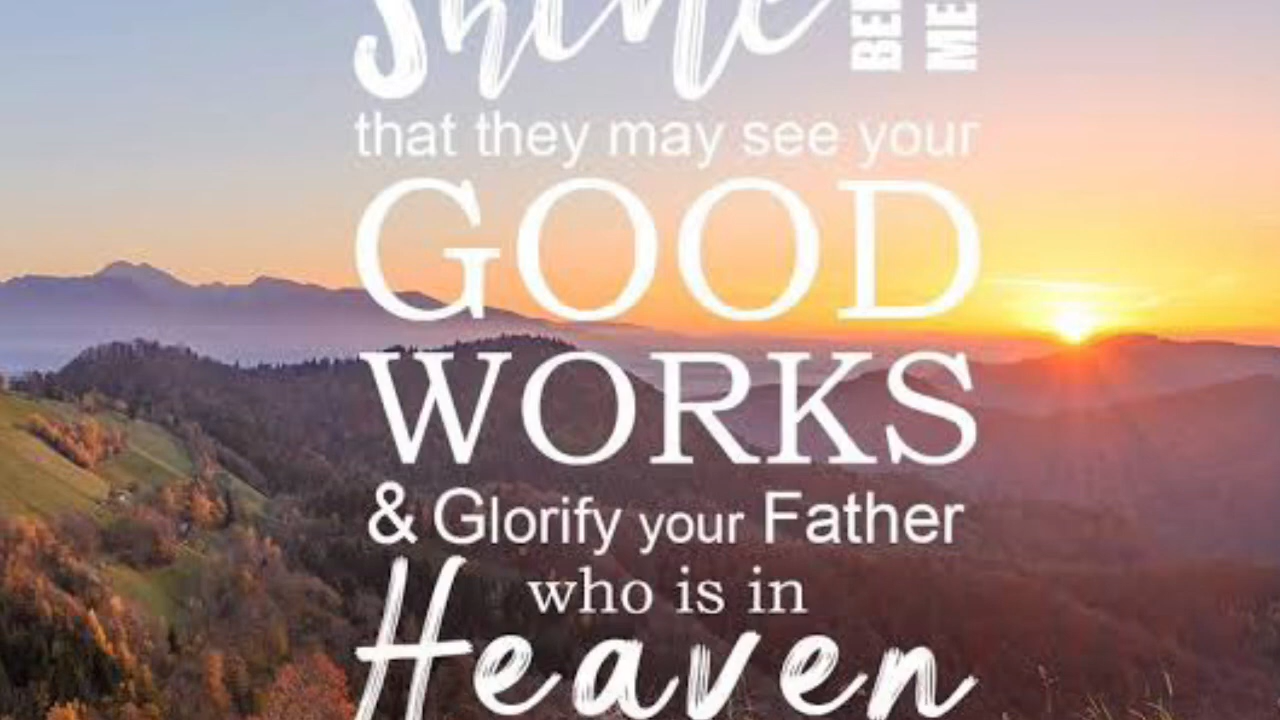 Shine
that they may see your
GOOD
WORKS
& Glorify your Father
who is in
Heaven